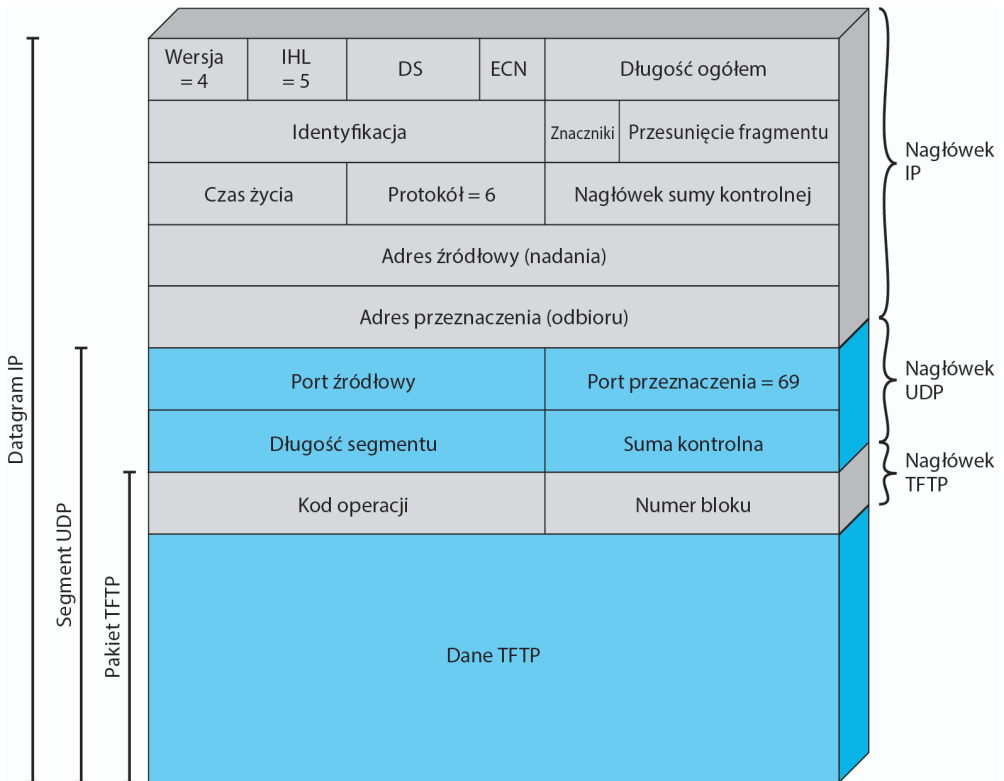 Wersja
= 4
IHL
= 5
DS
ECN
Długość ogółem
Identyfikacja
Znaczniki
Przesunięcie fragmentu
Czas życia
Protokół = 6
Nagłówek sumy kontrolnej
Adres źródłowy (nadania)
Adres przeznaczenia (odbioru)
Port źródłowy
Port przeznaczenia = 69
Długość segmentu
Suma kontrolna
Kod operacji
Numer bloku
Dane TFTP
Nagłówek
IP
Nagłówek
UDP
Nagłówek
TFTP
Datagram IP
Segment UDP
Pakiet TFTP